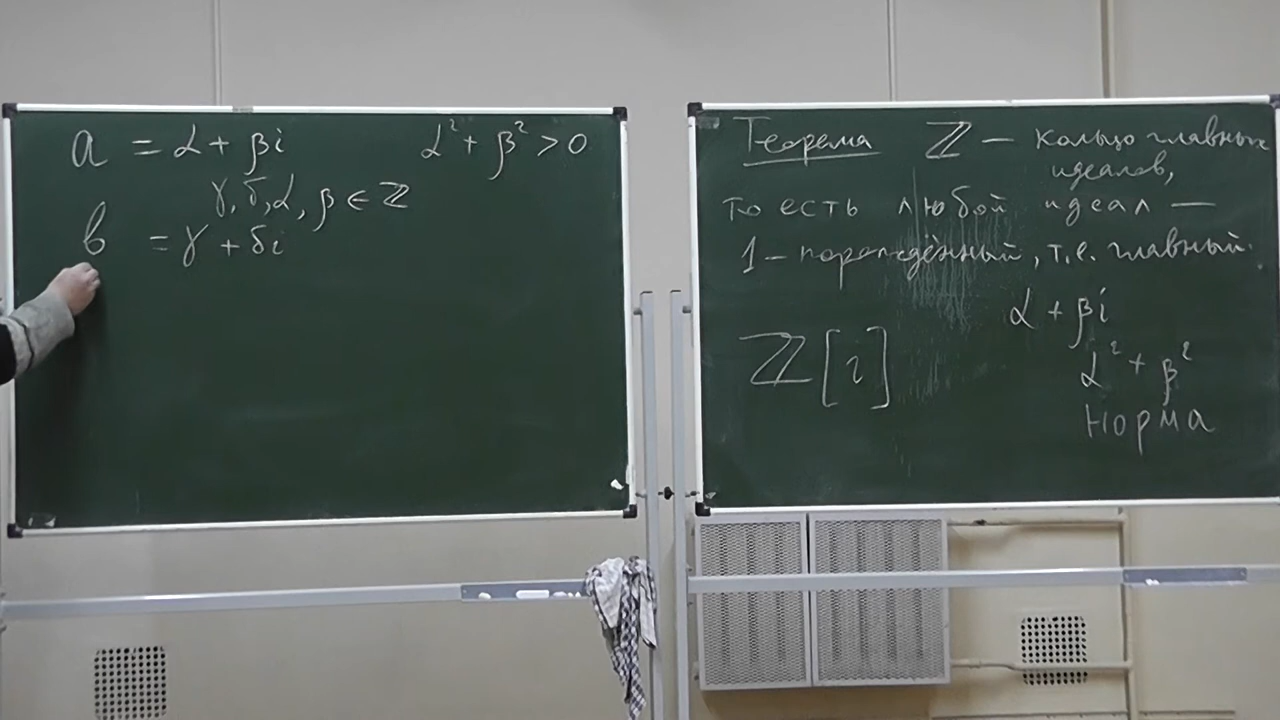 a = α + βi α² + β² > 0
γ, δ, α, β ∈ ℤ
b = γ + δi
Теорема ℤ — кольцо главных
идеалов,
то есть любой идеал —
1 - порождённый, т.е. главный.
α + βi
ℤ[i]
α² + β²
Норма